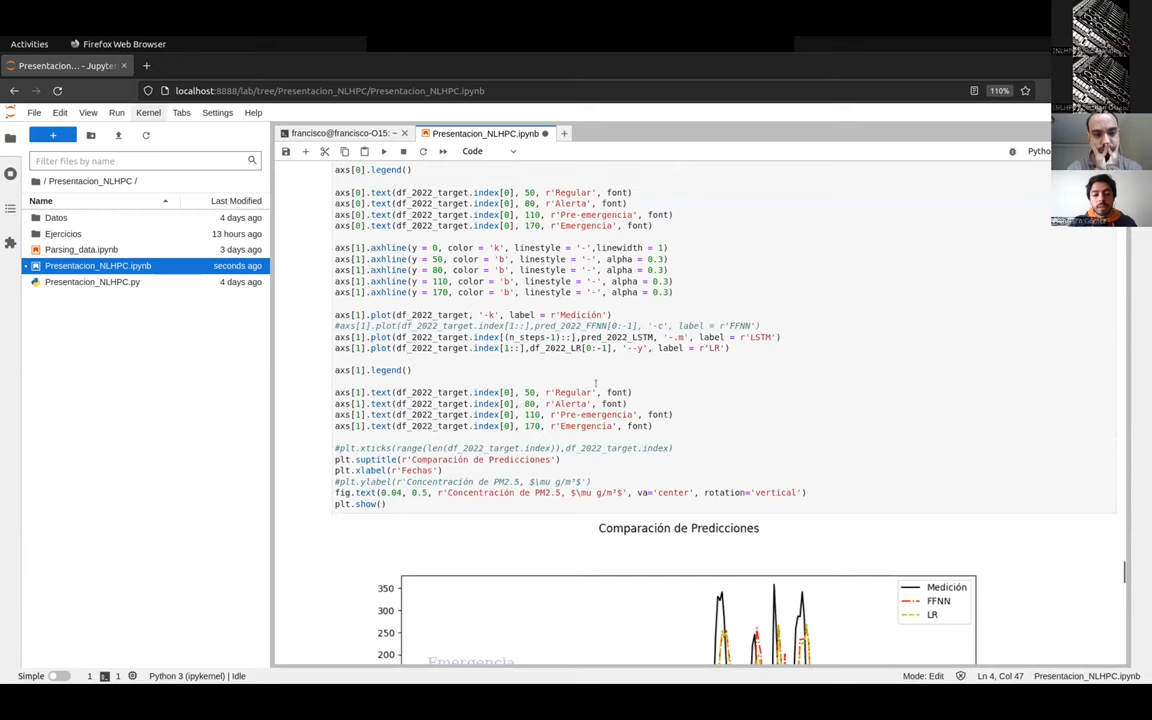 Activities
Firefox Web Browser
Presentacion_NLHPC... - Jupyter
localhost:8888/lab/tree/Presentacion_NLHPC/Presentacion_NLHPC.ipynb
110%
File Edit View Run Kernel Tabs Settings Help
francisco@francisco-O15: ~
Presentacion_NLHPC.ipynb
Code
Python
Filter files by name
/ Presentacion_NLHPC /
Name Last Modified
Datos 4 days ago
Ejercicios 13 hours ago
Parsing_data.ipynb 3 days ago
Presentacion_NLHPC.ipynb seconds ago
Presentacion_NLHPC.py 4 days ago
axs[0].legend()
axs[0].text(df_2022_target.index[0], 50, r'Regular', font)
axs[0].text(df_2022_target.index[0], 80, r'Alerta', font)
axs[0].text(df_2022_target.index[0], 110, r'Pre-emergencia', font)
axs[0].text(df_2022_target.index[0], 170, r'Emergencia', font)
axs[1].axhline(y = 0, color = 'k', linestyle = '-',linewidth = 1)
axs[1].axhline(y = 50, color = 'b', linestyle = '-', alpha = 0.3)
axs[1].axhline(y = 80, color = 'b', linestyle = '-', alpha = 0.3)
axs[1].axhline(y = 110, color = 'b', linestyle = '-', alpha = 0.3)
axs[1].axhline(y = 170, color = 'b', linestyle = '-', alpha = 0.3)
axs[1].plot(df_2022_target, '-k', label = r'Medición')
#axs[1].plot(df_2022_target.index[1::],pred_2022_FFNN[0:-1], '-c', label = r'FFNN')
axs[1].plot(df_2022_target.index[(n_steps-1)::],pred_2022_LSTM, '-.m', label = r'LSTM')
axs[1].plot(df_2022_target.index[1::],df_2022_LR[0:-1], '--y', label = r'LR')
axs[1].legend()
axs[1].text(df_2022_target.index[0], 50, r'Regular', font)
axs[1].text(df_2022_target.index[0], 80, r'Alerta', font)
axs[1].text(df_2022_target.index[0], 110, r'Pre-emergencia', font)
axs[1].text(df_2022_target.index[0], 170, r'Emergencia', font)
#plt.xticks(range(len(df_2022_target.index)),df_2022_target.index)
plt.suptitle(r'Comparación de Predicciones')
plt.xlabel(r'Fechas')
#plt.ylabel(r'Concentración de PM2.5, $\mu g/m³$')
fig.text(0.04, 0.5, r'Concentración de PM2.5, $\mu g/m³$', va='center', rotation='vertical')
plt.show()
Comparación de Predicciones
350
300
250
200
Emergencia
Medición
FFNN
LR
Simple
1
1
Python 3 (ipykernel) | Idle
Mode: Edit
Ln 4, Col 47
Presentacion_NLHPC.ipynb